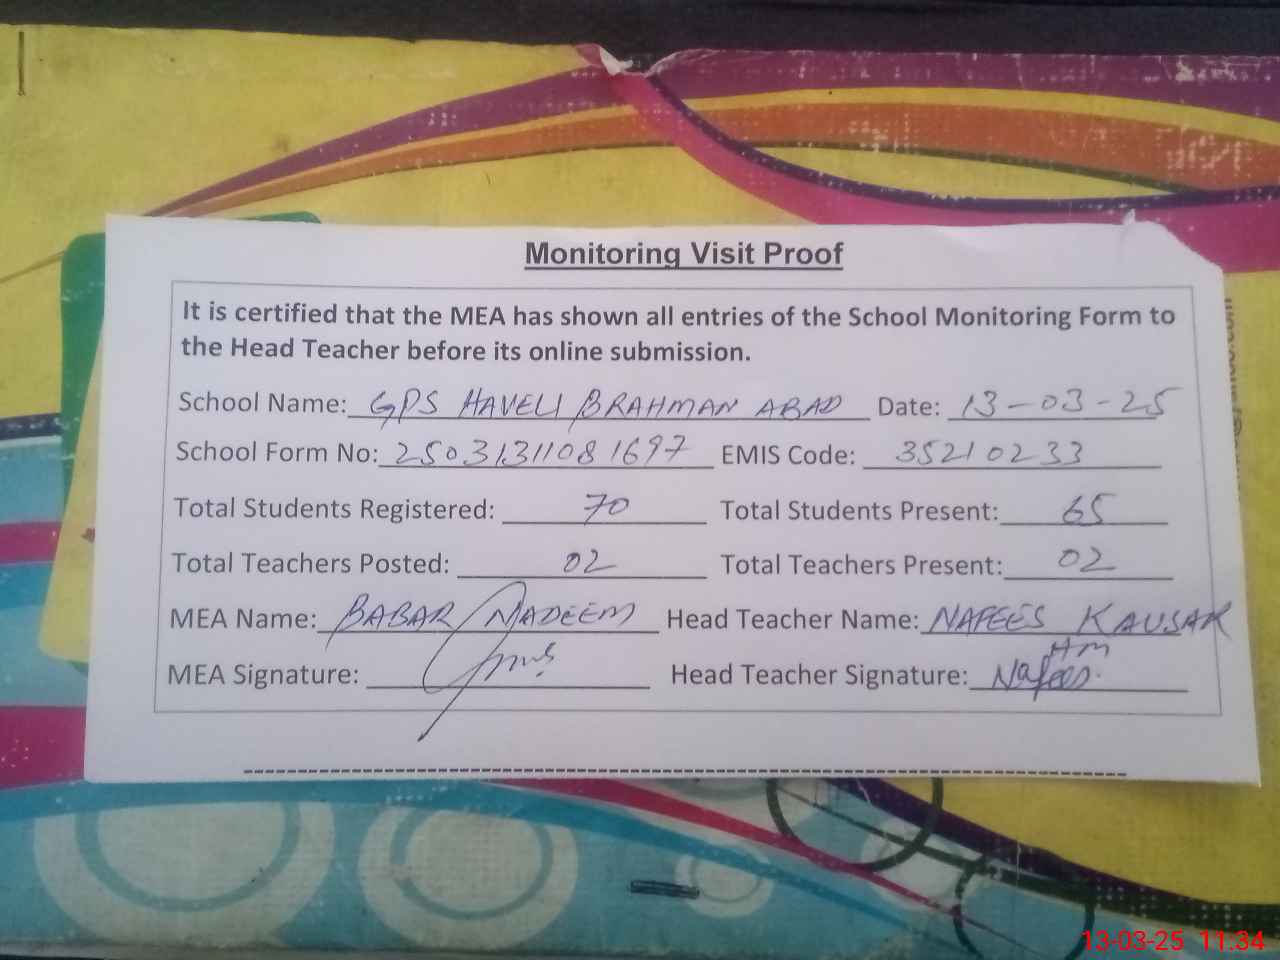 Monitoring Visit Proof
It is certified that the MEA has shown all entries of the School Monitoring Form to
the Head Teacher before its online submission.
School Name: GPS HAVELI BRAHMAN ABAD Date: 13-03-25
School Form No: 2503131108 1697 EMIS Code: 35210233
Total Students Registered: 70 Total Students Present: 65
Total Teachers Posted: 02 Total Teachers Present: 02
MEA Name: BABAR NADEEM Head Teacher Name: NAFEES KAUSAR
HM
MEA Signature: Head Teacher Signature: Nafees.
13-03-25 11:34